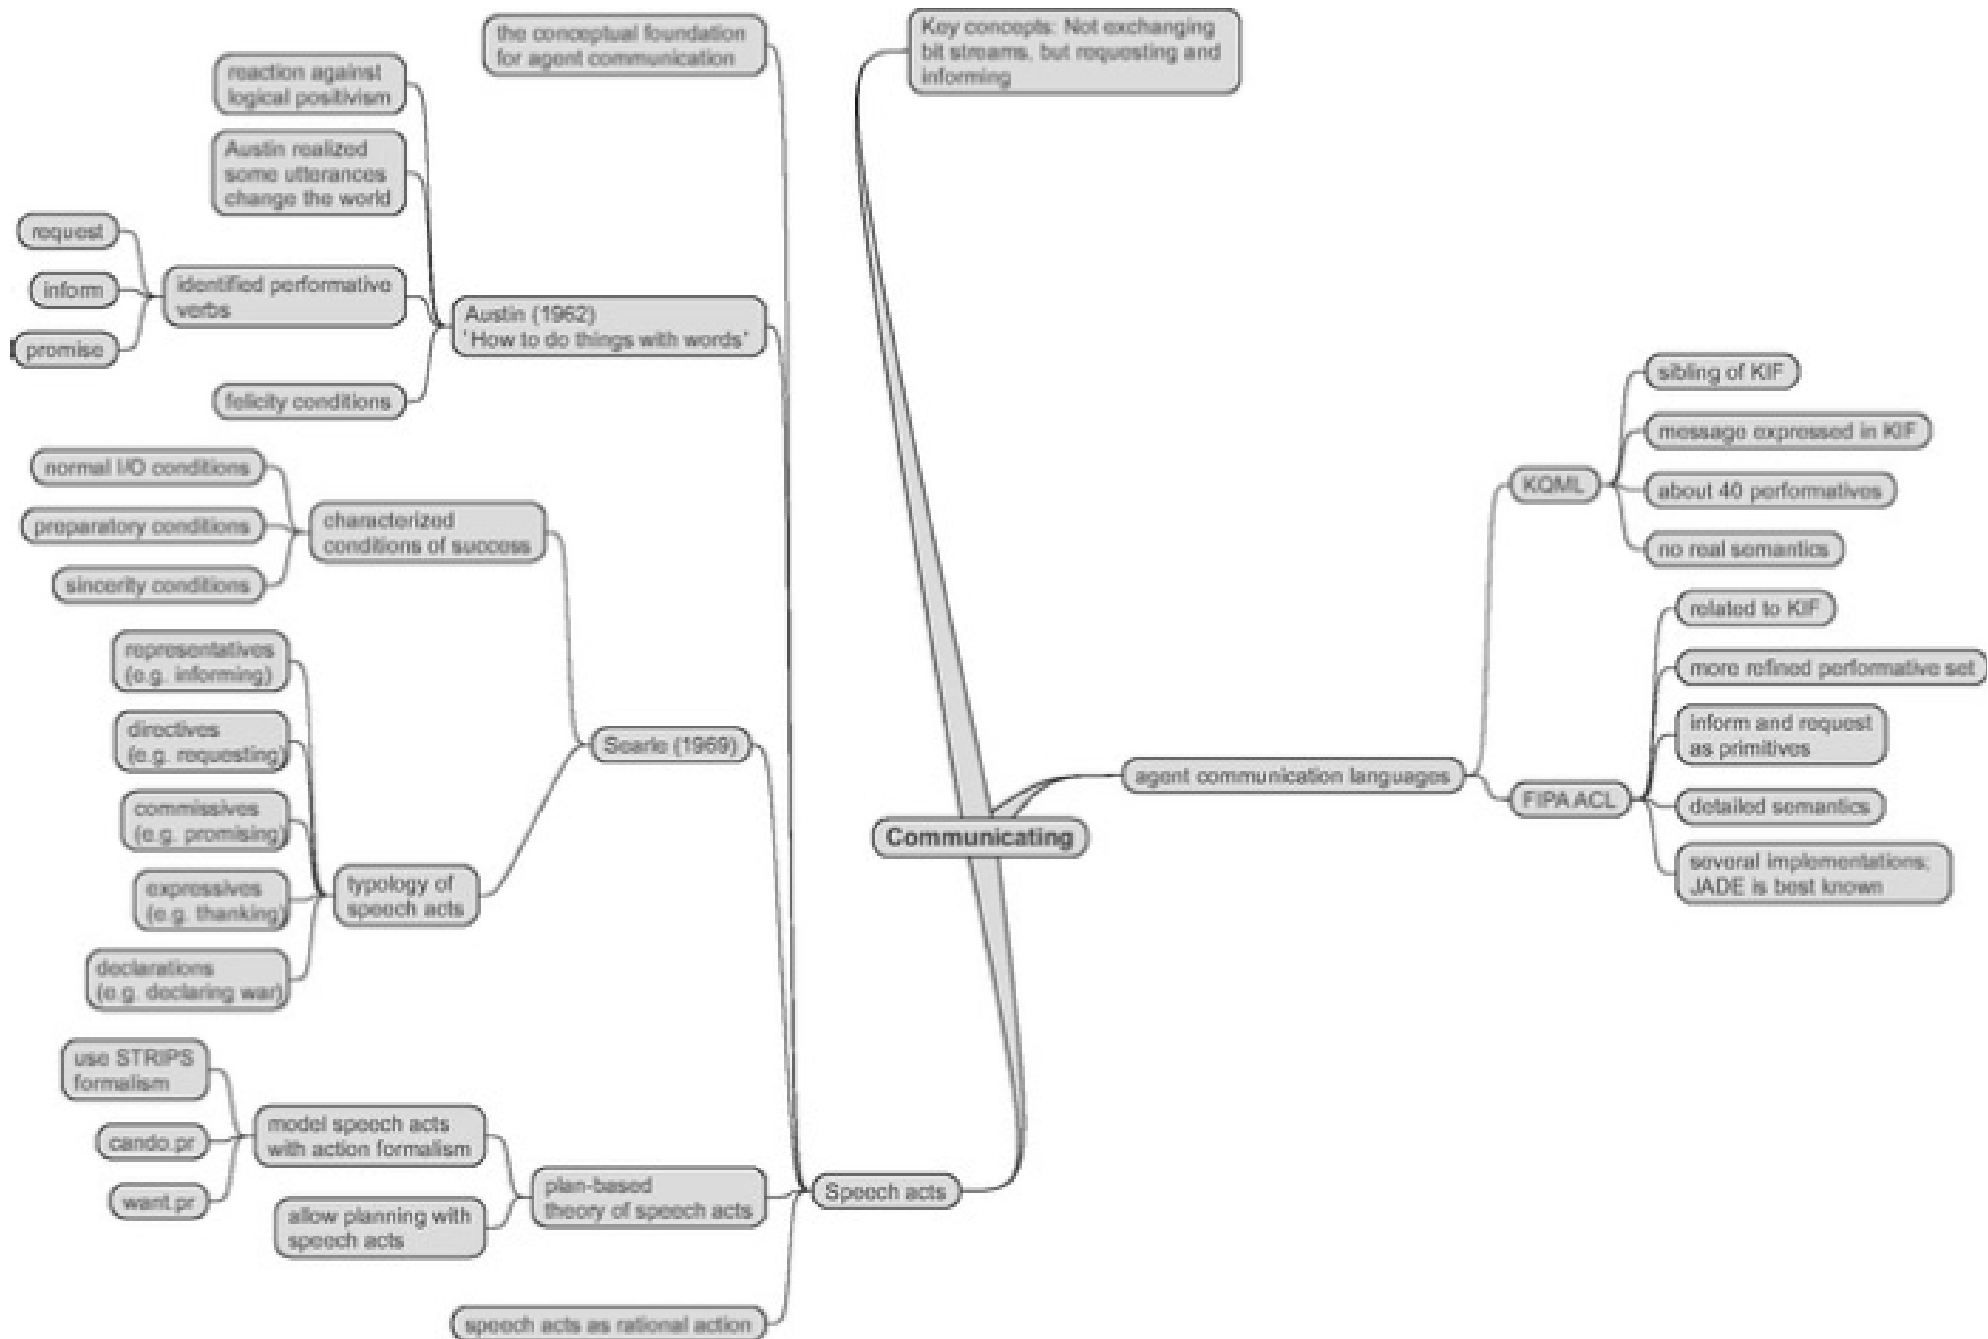 the conceptual foundation
for agent communication
Key concepts: Not exchanging
bit streams, but requesting and
informing
reaction against
logical positivism
Austin realized
some utterances
change the world
request
inform
promise
identified performative
verbs
Austin (1962)
'How to do things with words'
felicity conditions
normal I/O conditions
preparatory conditions
sincerity conditions
characterized
conditions of success
representatives
(e.g. informing)
directives
(e.g. requesting)
commissives
(e.g. promising)
expressives
(e.g. thanking)
declarations
(e.g. declaring war)
typology of
speech acts
Searle (1969)
use STRIPS
formalism
cando.pr
want.pr
model speech acts
with action formalism
allow planning with
speech acts
plan-based
theory of speech acts
speech acts as rational action
Speech acts
Communicating
agent communication languages
KQML
sibling of KIF
message expressed in KIF
about 40 performatives
no real semantics
FIPA ACL
related to KIF
more refined performative set
inform and request
as primitives
detailed semantics
several implementations,
JADE is best known